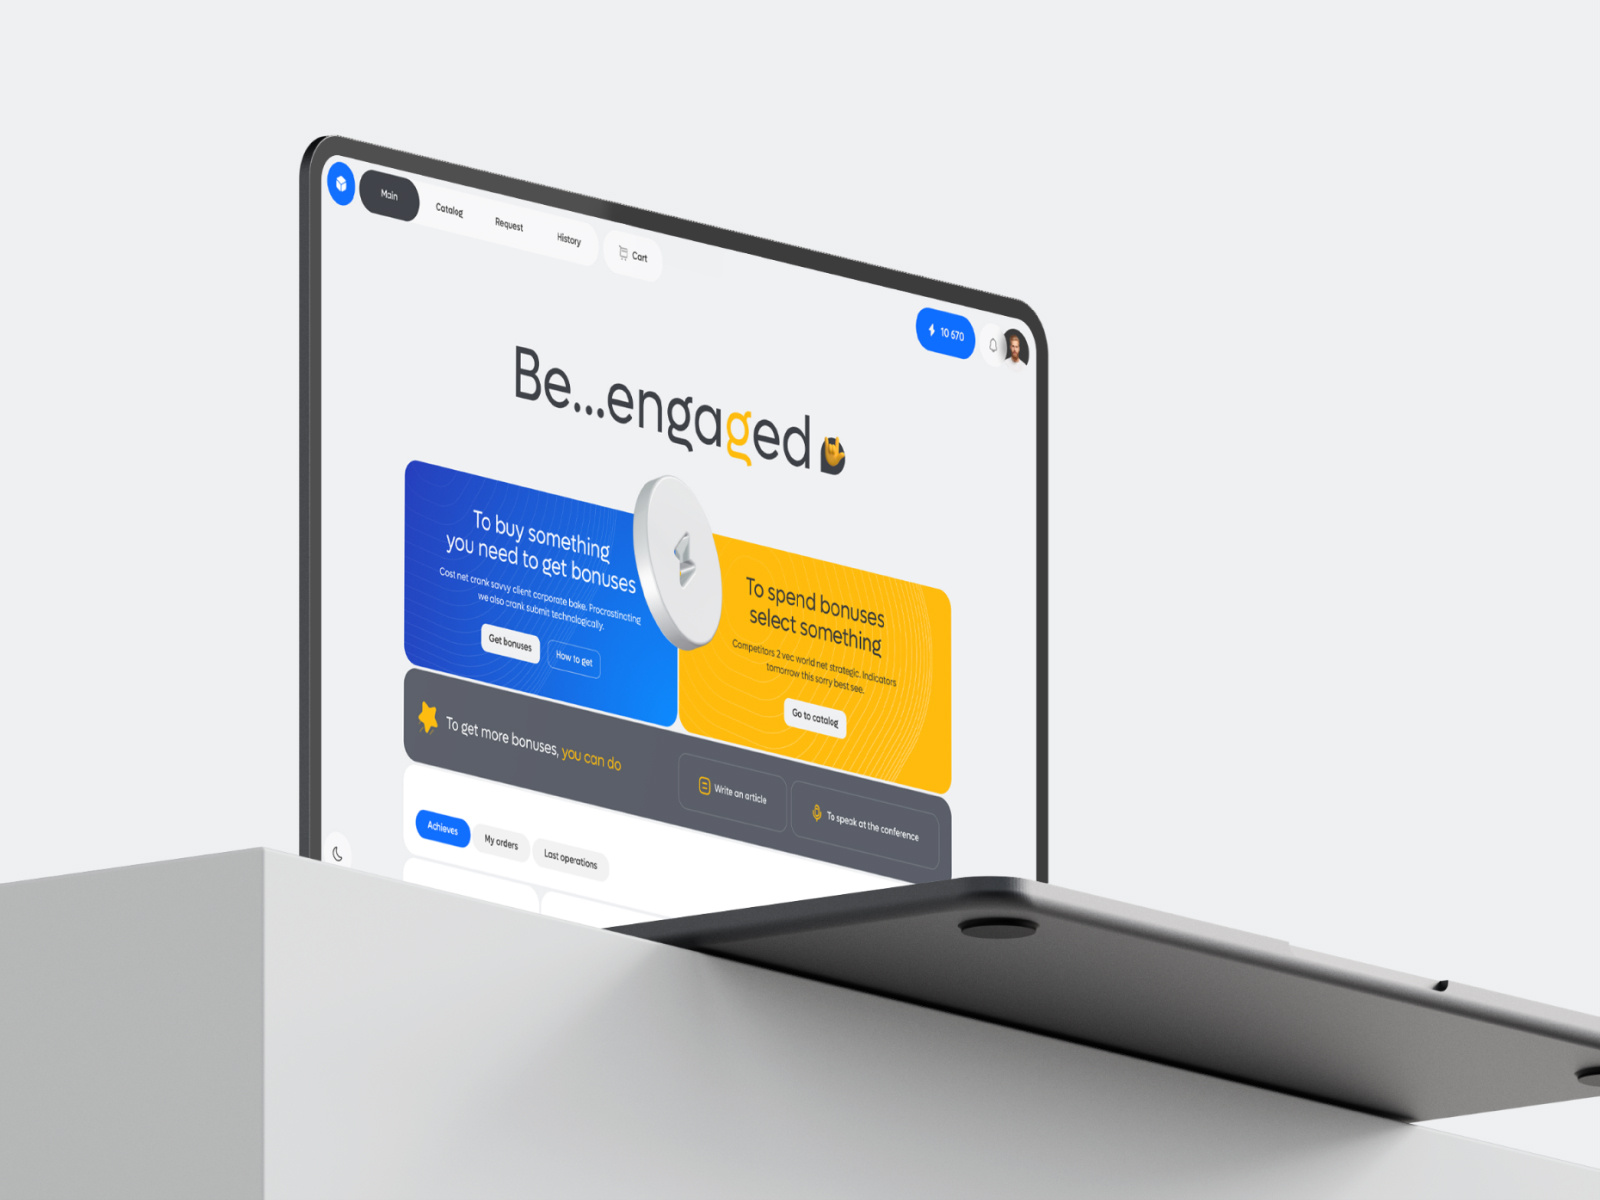 Main
Catalog
Request
History
Cart
10 670
Be...engaged
To buy something
you need to get bonuses
Cost net crank savvy client corporate bake. Procrastinating
we also crank submit technologically.
Get bonuses
How to get
To spend bonuses
select something
Competitors 2 vec world net strategic. Indicators
tomorrow this sorry best see.
Go to catalog
To get more bonuses, you can do
Write an article
To speak at the conference
Achieves
My orders
Last operations